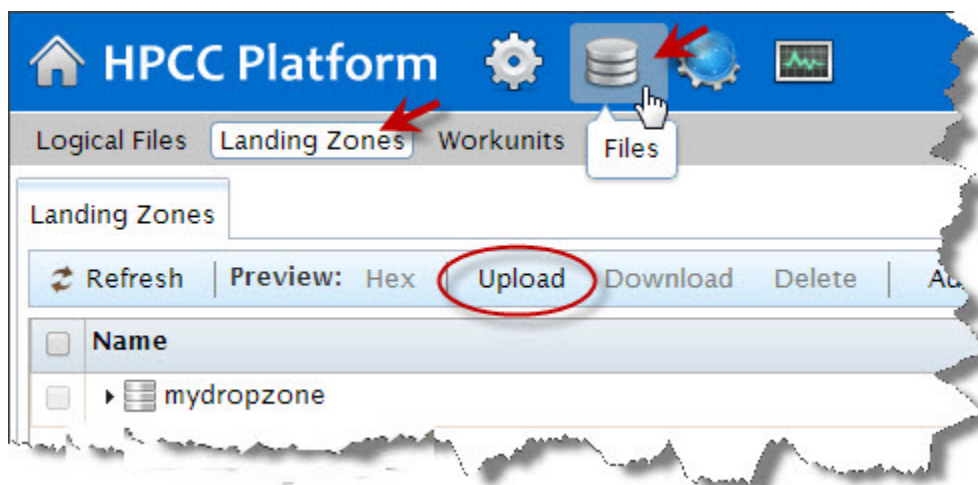 HPCC Platform
Logical Files Landing Zones Workunits Files
Landing Zones
Refresh Preview: Hex Upload Download Delete
Name
mydropzone